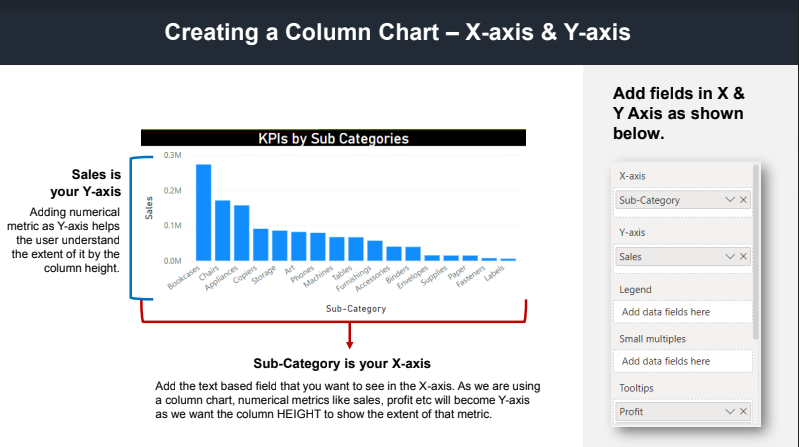 Creating a Column Chart – X-axis & Y-axis
Sales is
your Y-axis
Adding numerical
metric as Y-axis helps
the user understand
the extent of it by the
column height.
KPIs by Sub Categories
0.3M
0.2M
0.1M
0.0M
Sales
Bookcases
Chairs
Appliances
Copiers
Storage
Art
Phones
Machines
Tables
Furnishings
Accessories
Binders
Envelopes
Supplies
Paper
Fasteners
Labels
Sub-Category
Sub-Category is your X-axis
Add the text based field that you want to see in the X-axis. As we are using
a column chart, numerical metrics like sales, profit etc will become Y-axis
as we want the column HEIGHT to show the extent of that metric.
Add fields in X &
Y Axis as shown
below.
X-axis
Sub-Category
Y-axis
Sales
Legend
Add data fields here
Small multiples
Add data fields here
Tooltips
Profit